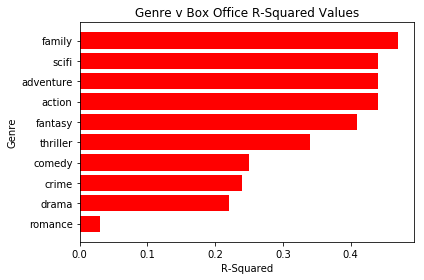 Genre v Box Office R-Squared Values
Genre
family
scifi
adventure
action
fantasy
thriller
comedy
crime
drama
romance
0.0 0.1 0.2 0.3 0.4
R-Squared